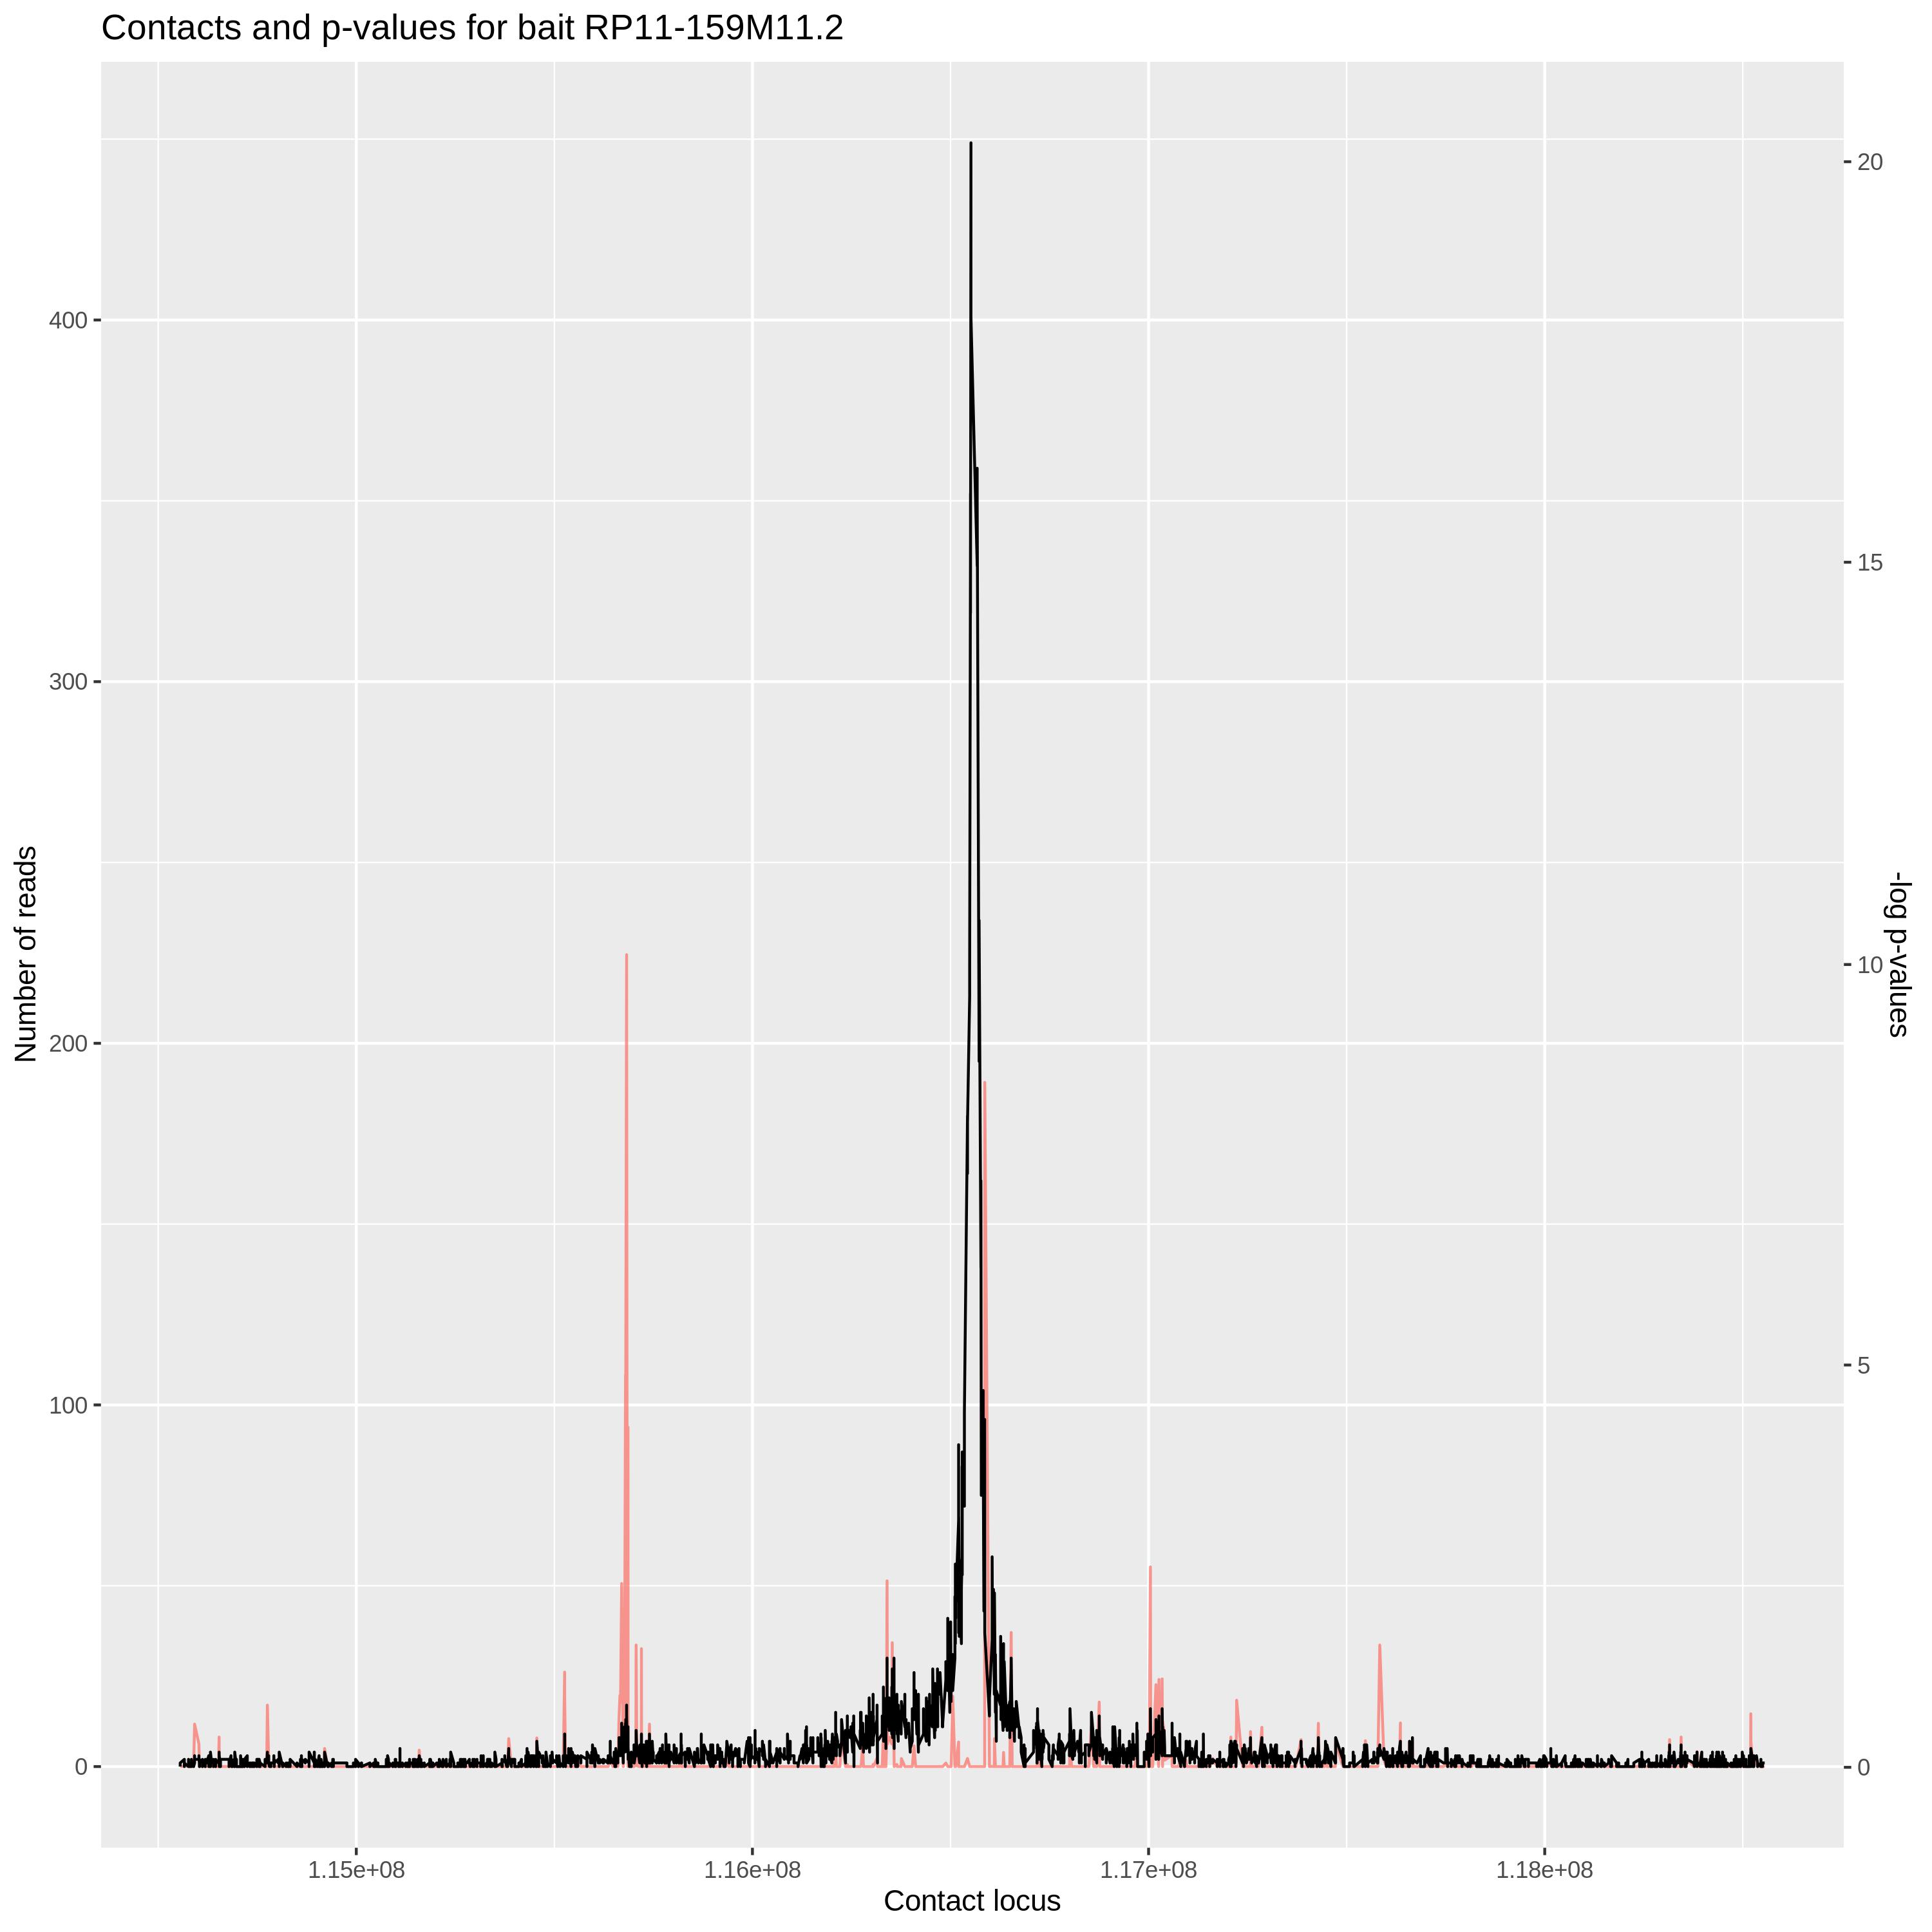 Contacts and p-values for bait RP11-159M11.2
Number of reads
400
300
200
100
0
20
15
10
5
0
-log p-values
1.15e+08
1.16e+08
1.17e+08
1.18e+08
Contact locus